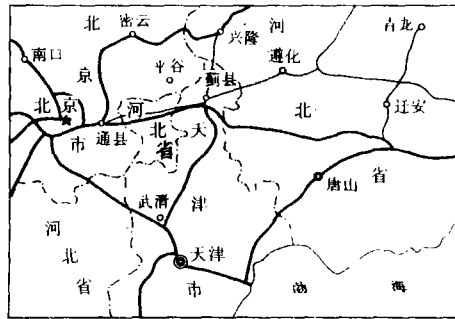 北 密云 河
青龙
兴隆
南口 遵化
京 平谷
蓟县
北京 河 北 迁安
通县 北 天
市 省
唐山 省
武清 津
河
北 天津
省 市 渤 海